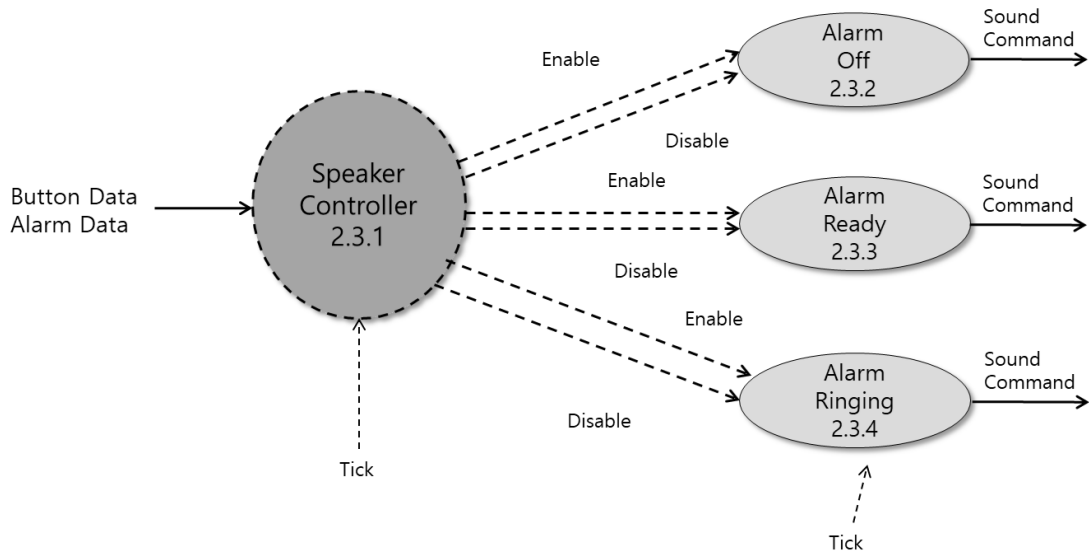 Button Data
Alarm Data
Speaker
Controller
2.3.1
Tick
Enable
Disable
Enable
Disable
Enable
Disable
Alarm
Off
2.3.2
Sound
Command
Alarm
Ready
2.3.3
Sound
Command
Alarm
Ringing
2.3.4
Sound
Command
Tick